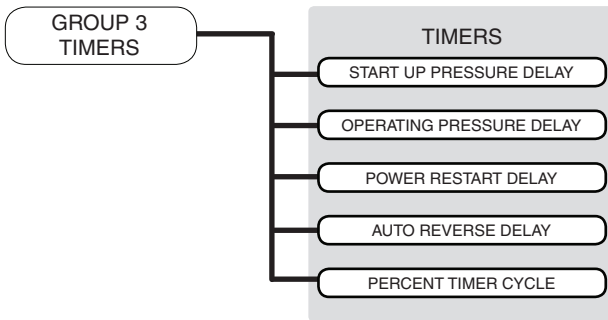 GROUP 3
TIMERS
TIMERS
START UP PRESSURE DELAY
OPERATING PRESSURE DELAY
POWER RESTART DELAY
AUTO REVERSE DELAY
PERCENT TIMER CYCLE